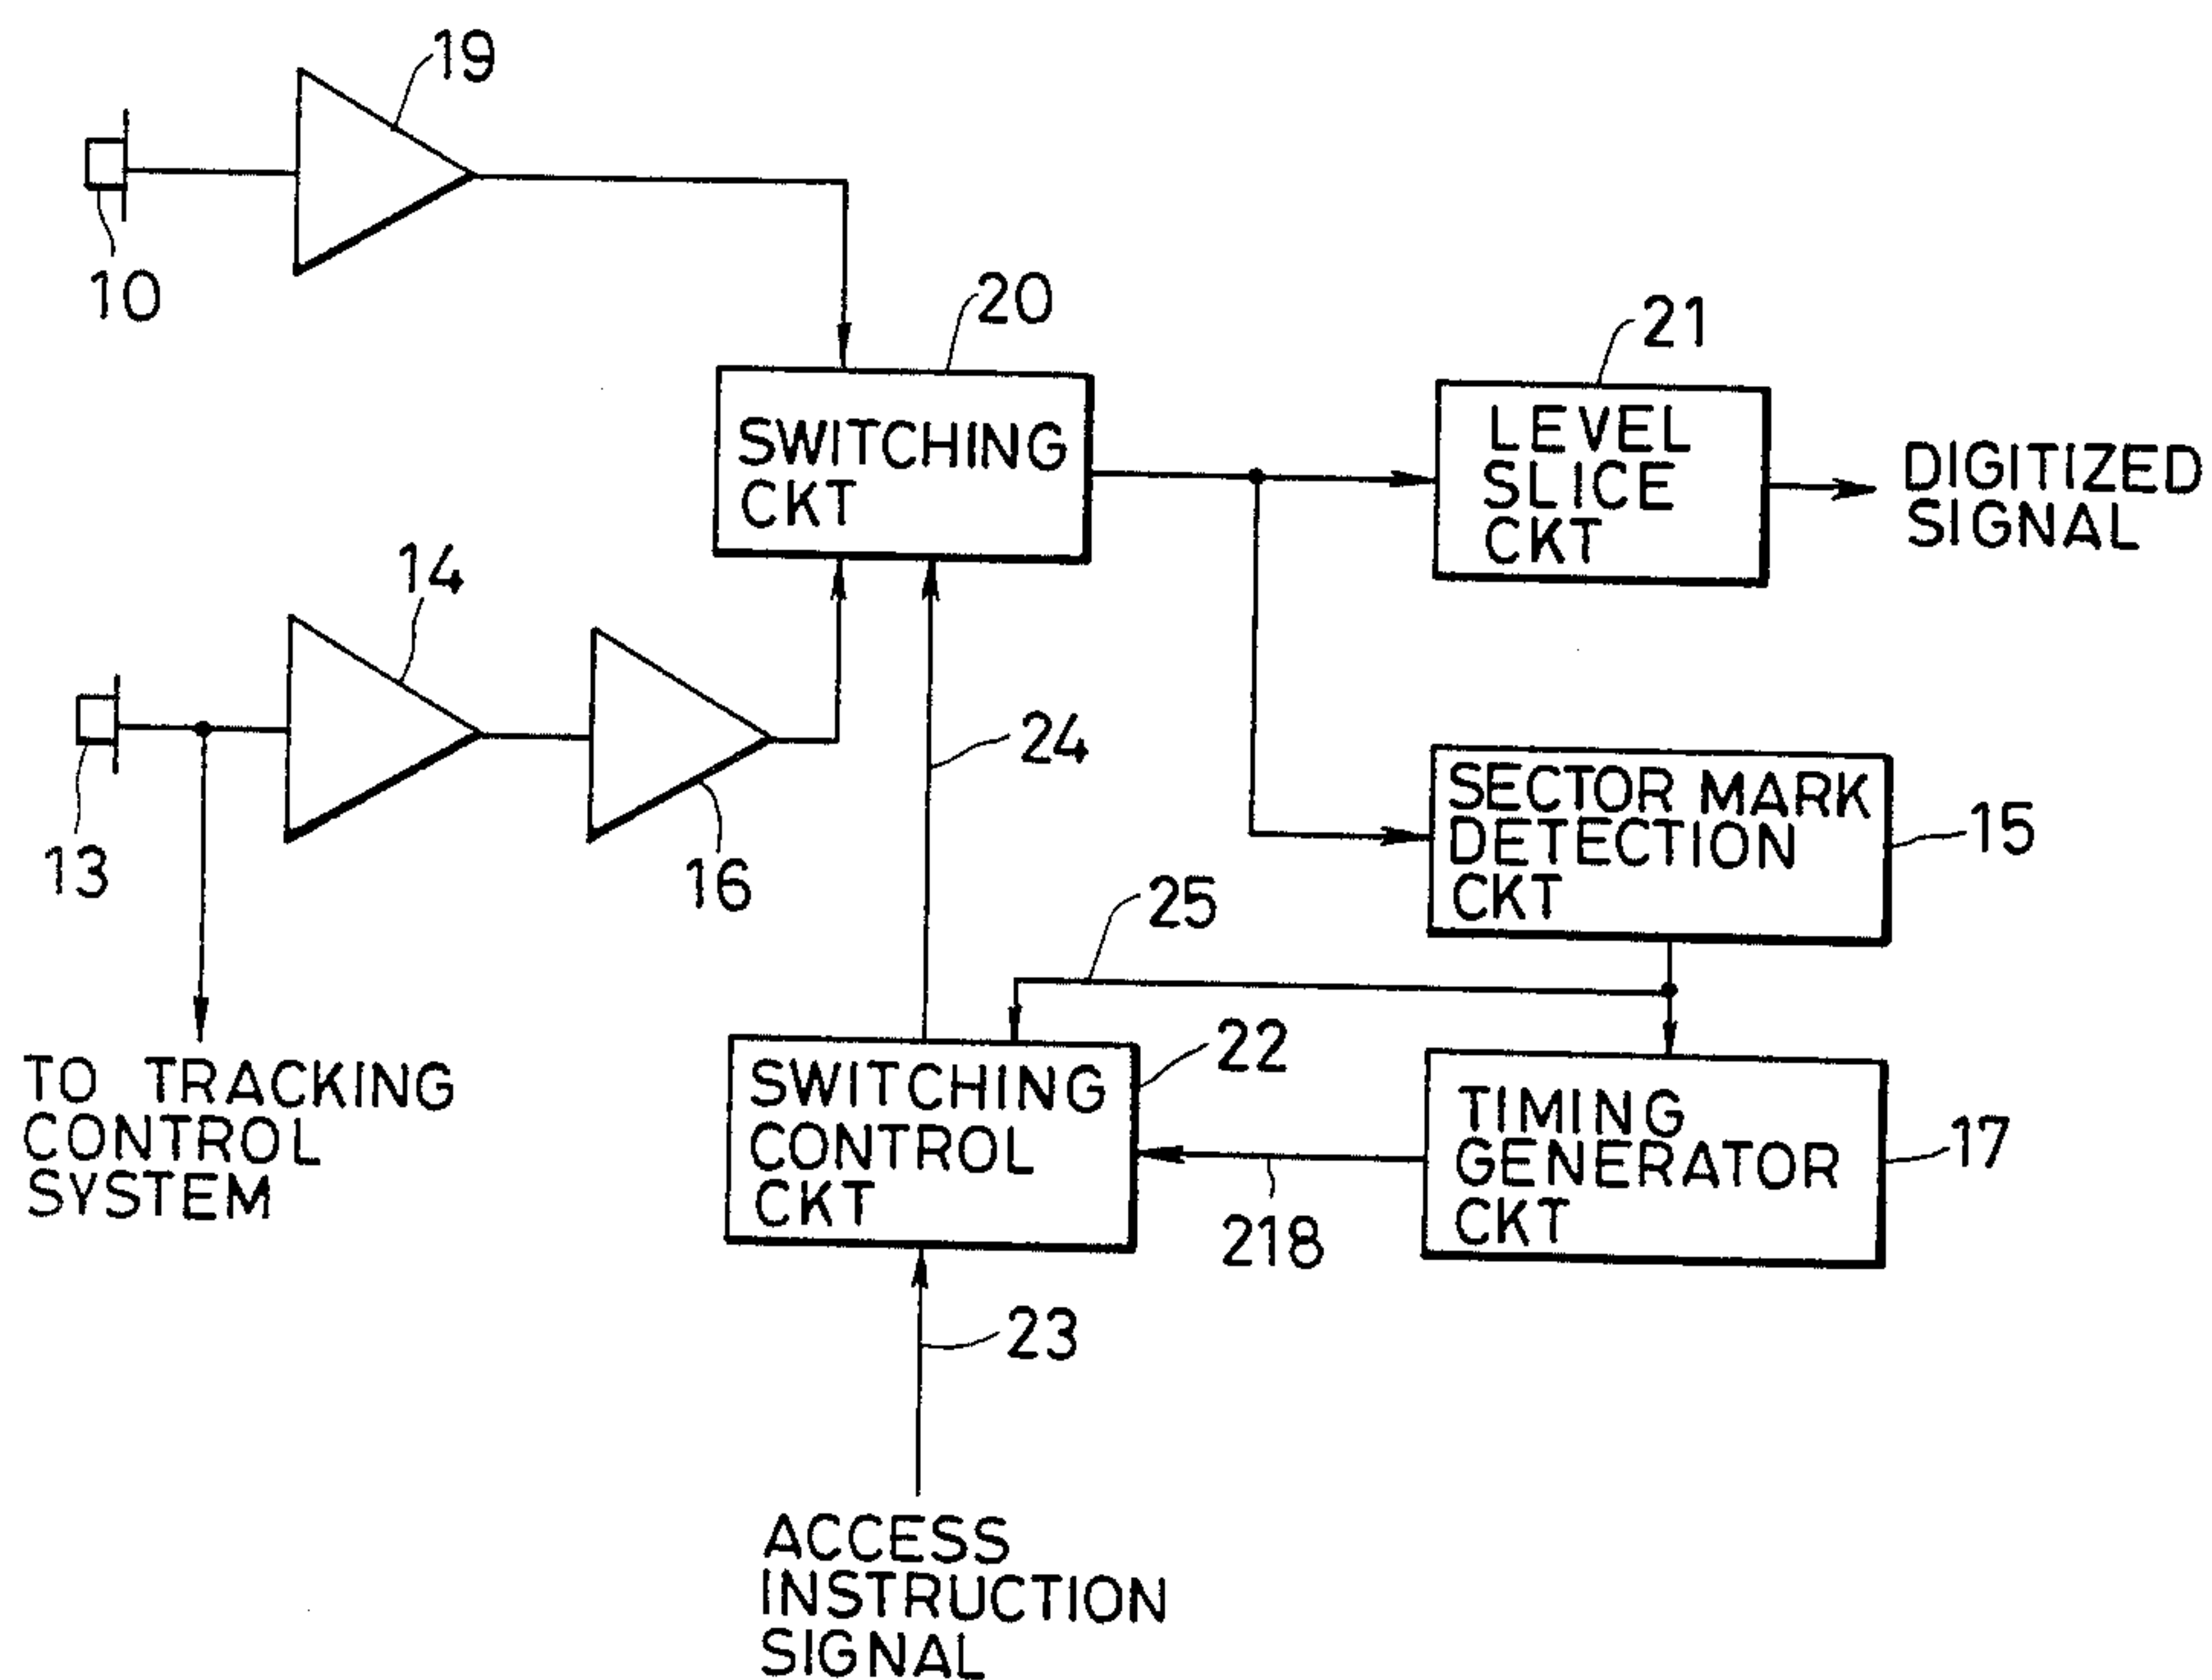 19
10
20
21
SWITCHING
CKT
LEVEL
SLICE
CKT
DIGITIZED
SIGNAL
14
13
16
24
SECTOR MARK
DETECTION
CKT
15
25
TO TRACKING
CONTROL
SYSTEM
SWITCHING
CONTROL
CKT
22
TIMING
GENERATOR
CKT
17
218
23
ACCESS
INSTRUCTION
SIGNAL